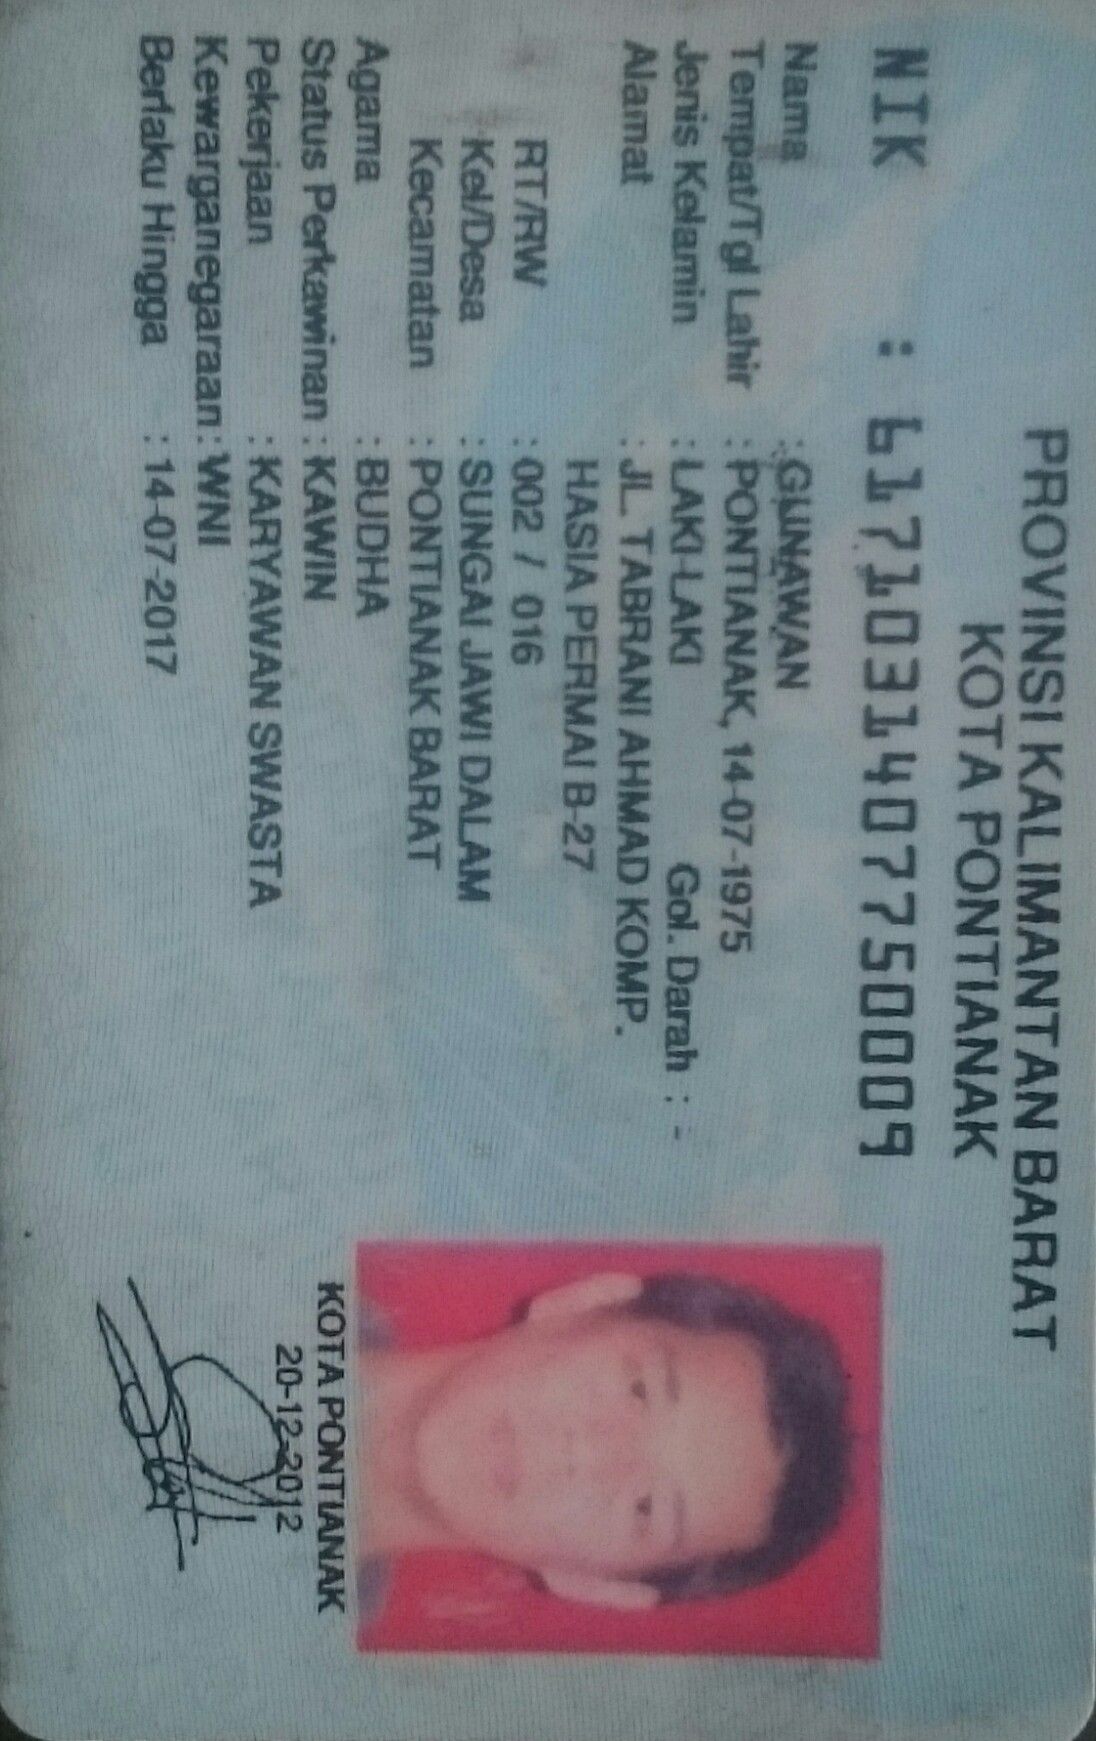 PROVINSI KALIMANTAN BARAT
KOTA PONTIANAK
NIK : 6171031407750009
Nama : GUNAWAN
Tempat/Tgl Lahir : PONTIANAK, 14-07-1975
Jenis Kelamin : LAKI-LAKI Gol. Darah : -
Alamat : JL. TABRANI AHMAD KOMP.
HASIA PERMAI B-27
RT/RW : 002 / 016
Kel/Desa : SUNGAI JAWI DALAM
Kecamatan : PONTIANAK BARAT
Agama : BUDHA
Status Perkawinan : KAWIN
Pekerjaan : KARYAWAN SWASTA
Kewarganegaraan : WNI
Berlaku Hingga : 14-07-2017
KOTA PONTIANAK
20-12-2012